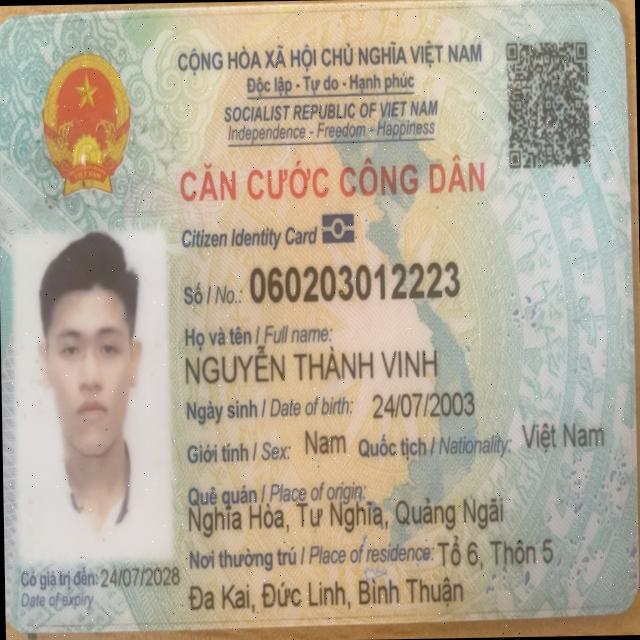 CỘNG HÒA XÃ HỘI CHỦ NGHĨA VIỆT NAM
Độc lập - Tự do - Hạnh phúc
SOCIALIST REPUBLIC OF VIET NAM
Independence - Freedom - Happiness
CĂN CƯỚC CÔNG DÂN
Citizen Identity Card
Số / No.: 060203012223
Họ và tên / Full name:
NGUYỄN THÀNH VINH
Ngày sinh / Date of birth: 24/07/2003
Giới tính / Sex: Nam Quốc tịch / Nationality: Việt Nam
Quê quán / Place of origin:
Nghĩa Hòa, Tư Nghĩa, Quảng Ngãi
Nơi thường trú / Place of residence: Tổ 6, Thôn 5
Đa Kai, Đức Linh, Bình Thuận
Có giá trị đến: 24/07/2028
Date of expiry